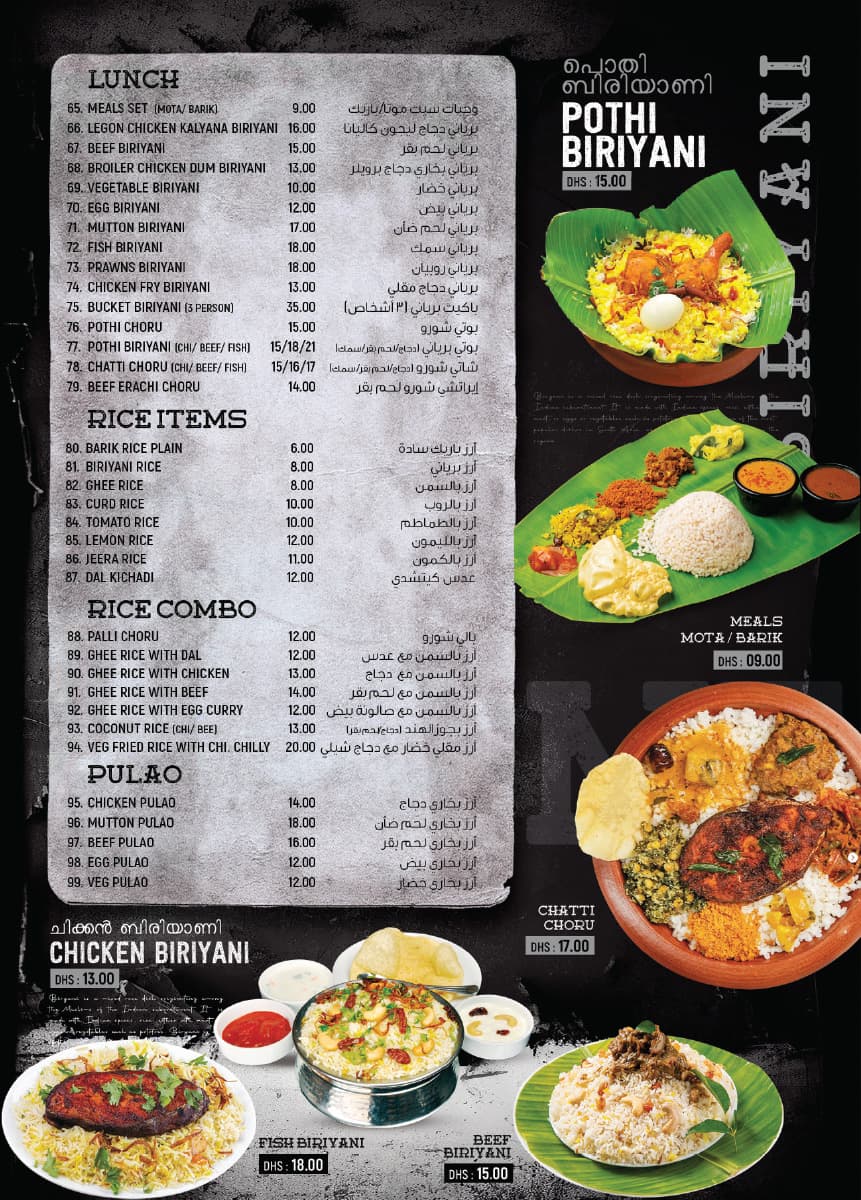 LUNCH
65. MEALS SET (MOTA/ BARIK) 9.00 وجبات سيت موتا/باريك
66. LEGON CHICKEN KALYANA BIRIYANI 16.00 برياني دجاج ليجون كاليانا
67. BEEF BIRIYANI 15.00 برياني لحم بقر
68. BROILER CHICKEN DUM BIRIYANI 13.00 برياني بخاري دجاج برويلر
69. VEGETABLE BIRIYANI 10.00 برياني خضار
70. EGG BIRIYANI 12.00 برياني بيض
71. MUTTON BIRIYANI 17.00 برياني لحم ضأن
72. FISH BIRIYANI 18.00 برياني سمك
73. PRAWNS BIRIYANI 18.00 برياني روبيان
74. CHICKEN FRY BIRIYANI 13.00 برياني دجاج مقلي
75. BUCKET BIRIYANI (3 PERSON) 35.00 باكيت برياني (٣ أشخاص)
76. POTHI CHORU 15.00 بوتي شورو
77. POTHI BIRIYANI (CHI/ BEEF/ FISH) 15/18/21 بوتي برياني (دجاج/لحم بقر/سمك)
78. CHATTI CHORU (CHI/ BEEF/ FISH) 15/16/17 شاتي شورو (دجاج/لحم بقر/سمك)
79. BEEF ERACHI CHORU 14.00 إيراتشي شورو لحم بقر
RICE ITEMS
80. BARIK RICE PLAIN 6.00 أرز باريك سادة
81. BIRIYANI RICE 8.00 أرز برياني
82. GHEE RICE 8.00 أرز بالسمن
83. CURD RICE 10.00 أرز بالروب
84. TOMATO RICE 10.00 أرز بالطماطم
85. LEMON RICE 12.00 أرز بالليمون
86. JEERA RICE 11.00 أرز بالكمون
87. DAL KICHADI 12.00 عدس كيتشدي
RICE COMBO
88. PALLI CHORU 12.00 بالي شورو
89. GHEE RICE WITH DAL 12.00 أرز بالسمن مع عدس
90. GHEE RICE WITH CHICKEN 13.00 أرز بالسمن مع دجاج
91. GHEE RICE WITH BEEF 14.00 أرز بالسمن مع لحم بقر
92. GHEE RICE WITH EGG CURRY 12.00 أرز بالسمن مع صالونة بيض
93. COCONUT RICE (CHI/ BEE) 13.00 أرز بجوز الهند (دجاج/لحم بقر)
94. VEG FRIED RICE WITH CHI. CHILLY 20.00 أرز مقلي خضار مع دجاج شيلي
PULAO
95. CHICKEN PULAO 14.00 أرز بخاري دجاج
96. MUTTON PULAO 18.00 أرز بخاري لحم ضأن
97. BEEF PULAO 16.00 أرز بخاري لحم بقر
98. EGG PULAO 12.00 أرز بخاري بيض
99. VEG PULAO 12.00 أرز بخاري خضار
പൊതി
ബിരിയാണി
POTHI
BIRIYANI
DHS : 15.00
BIRIYANI
MEALS
MOTA / BARIK
DHS : 09.00
CHATTI
CHORU
DHS : 17.00
ചിക്കൻ ബിരിയാണി
CHICKEN BIRIYANI
DHS : 13.00
FISH BIRIYANI
DHS : 18.00
BEEF
BIRIYANI
DHS : 15.00